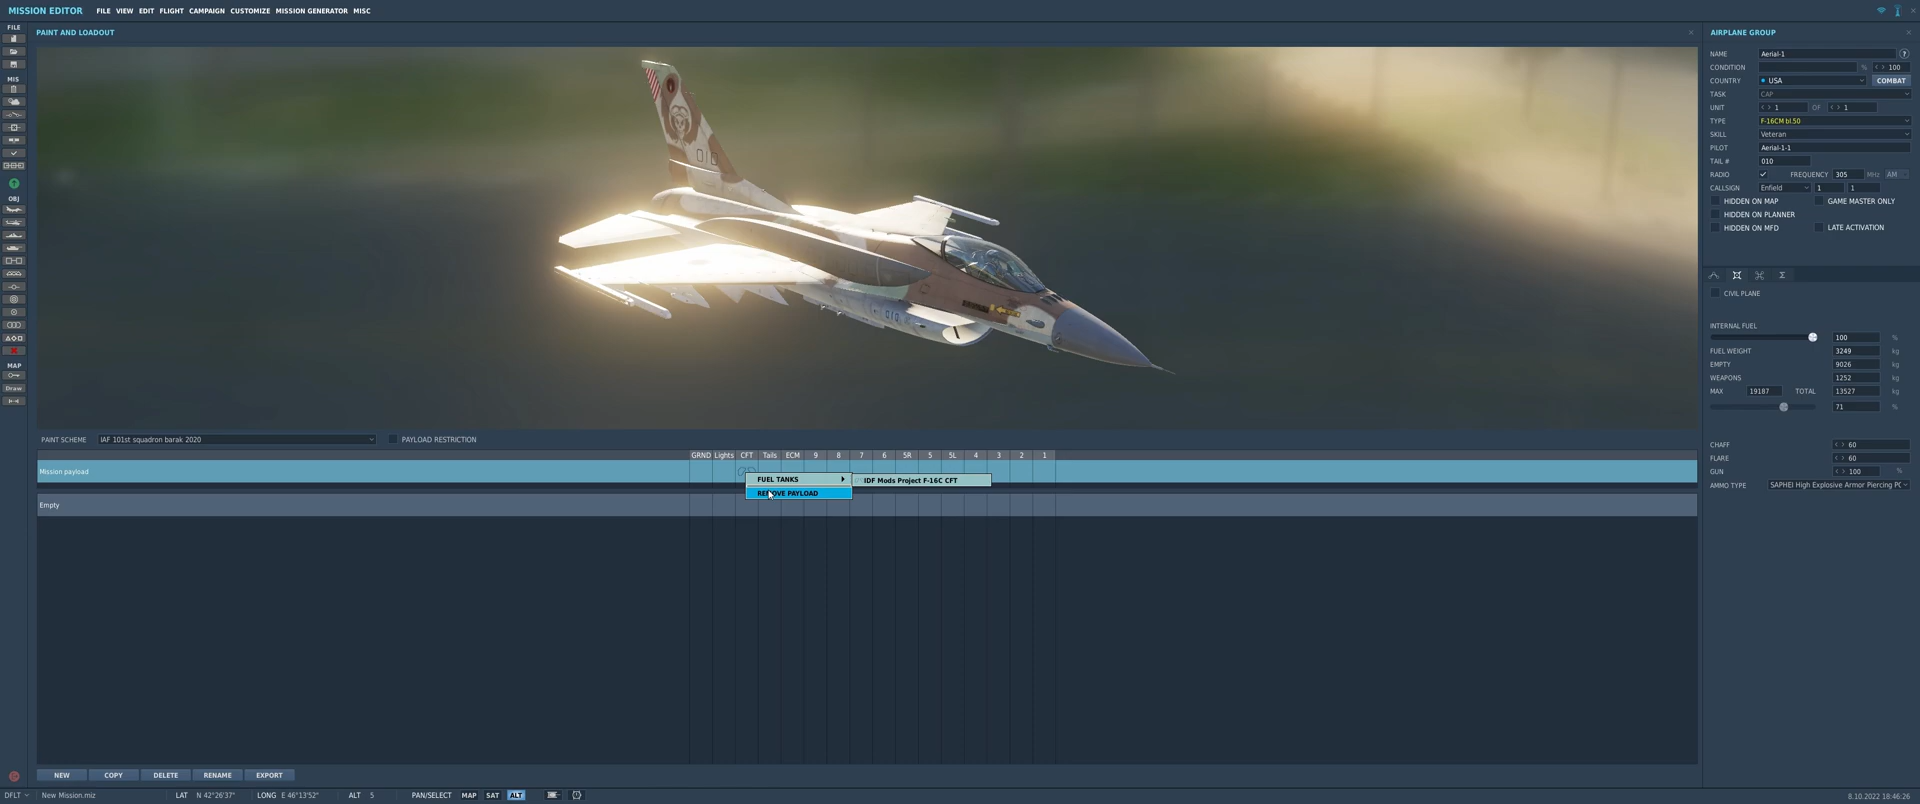 MISSION EDITOR FILE VIEW EDIT FLIGHT CAMPAIGN CUSTOMIZE MISSION GENERATOR MISC
FILE
MIS
OBJ
MAP
Draw
PAINT AND LOADOUT
010
PAINT SCHEME IAF 101st squadron barak 2020 PAYLOAD RESTRICTION
GRND Lights CFT Tails ECM 9 8 7 6 5R 5 5L 4 3 2 1
Mission payload
FUEL TANKS IDF Mods Project F-16C CFT
REMOVE PAYLOAD
Empty
NEW COPY DELETE RENAME EXPORT
AIRPLANE GROUP
NAME Aerial-1 ?
CONDITION % < > 100
COUNTRY USA COMBAT
TASK CAP
UNIT < > 1 OF < > 1
TYPE F-16CM bl.50
SKILL Veteran
PILOT Aerial-1-1
TAIL # 010
RADIO FREQUENCY 305 MHz AM
CALLSIGN Enfield 1 1
HIDDEN ON MAP GAME MASTER ONLY
HIDDEN ON PLANNER
HIDDEN ON MFD LATE ACTIVATION
CIVIL PLANE
INTERNAL FUEL
100 %
FUEL WEIGHT 3249 kg
EMPTY 9026 kg
WEAPONS 1252 kg
MAX 19187 TOTAL 13527 kg
71 %
CHAFF < > 60
FLARE < > 60
GUN < > 100 %
AMMO TYPE SAPHEI High Explosive Armor Piercing PG
DFLT New Mission.miz LAT N 42°26'37" LONG E 46°13'52" ALT 5 PAN/SELECT MAP SAT ALT 8.10.2022 18:46:26